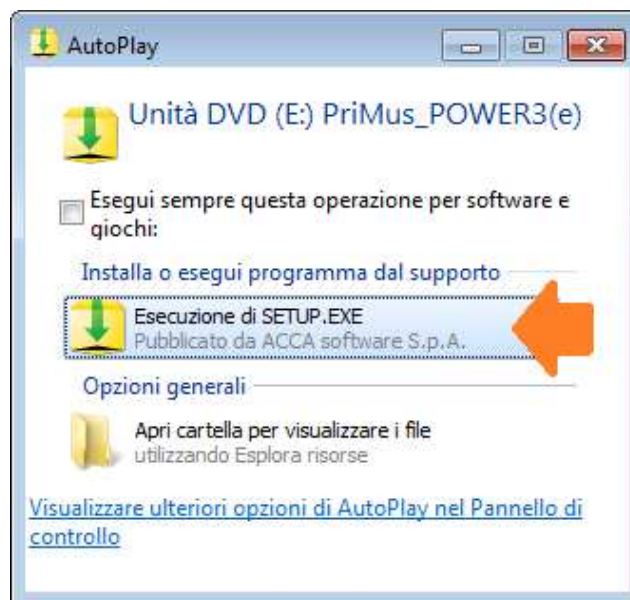 AutoPlay
Unità DVD (E:) PriMus_POWER3(e)
Esegui sempre questa operazione per software e
giochi:
Installa o esegui programma dal supporto
Esecuzione di SETUP.EXE
Pubblicato da ACCA software S.p.A.
Opzioni generali
Apri cartella per visualizzare i file
utilizzando Esplora risorse
Visualizzare ulteriori opzioni di AutoPlay nel Pannello di
controllo